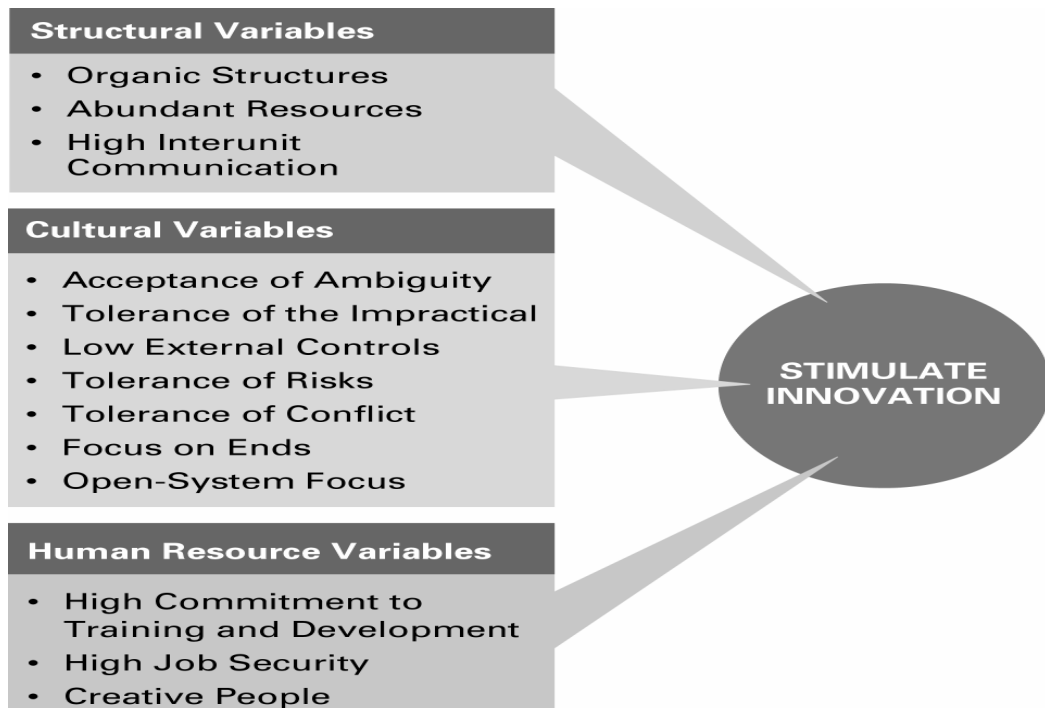 Structural Variables
• Organic Structures
• Abundant Resources
• High Interunit
Communication
Cultural Variables
• Acceptance of Ambiguity
• Tolerance of the Impractical
• Low External Controls
• Tolerance of Risks
• Tolerance of Conflict
• Focus on Ends
• Open-System Focus
Human Resource Variables
• High Commitment to
Training and Development
• High Job Security
• Creative People
STIMULATE
INNOVATION